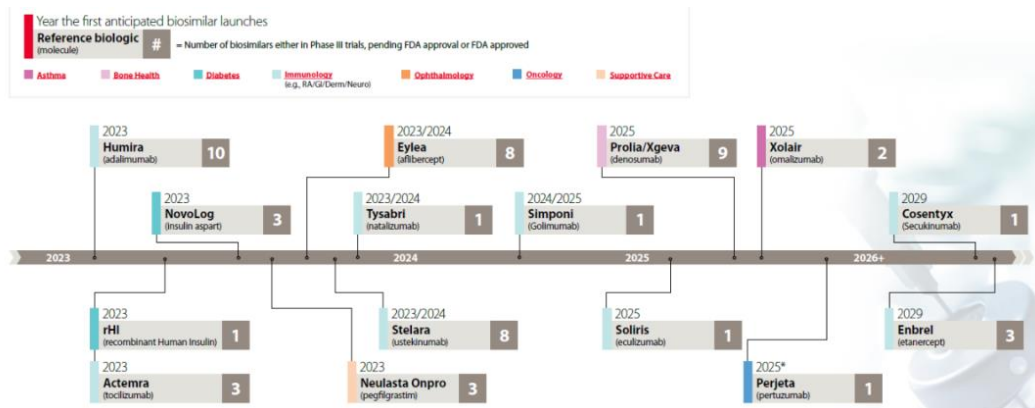 Year the first anticipated biosimilar launches
Reference biologic
(molecule)
#
= Number of biosimilars either in Phase III trials, pending FDA approval or FDA approved
Asthma
Bone Health
Diabetes
Immunology
(e.g., RA/GI/Derm/Neuro)
Ophthalmology
Oncology
Supportive Care
2023
Humira
(adalimumab)
10
2023/2024
Eylea
(aflibercept)
8
2025
Prolia/Xgeva
(denosumab)
9
2025
Xolair
(omalizumab)
2
2023
NovoLog
(insulin aspart)
3
2023/2024
Tysabri
(natalizumab)
1
2024/2025
Simponi
(Golimumab)
1
2029
Cosentyx
(Secukinumab)
1
2023
2024
2025
2026+
2023
rHI
(recombinant Human Insulin)
1
2023/2024
Stelara
(ustekinumab)
8
2025
Soliris
(eculizumab)
1
2029
Enbrel
(etanercept)
3
2023
Actemra
(tocilizumab)
3
2023
Neulasta Onpro
(pegfilgrastim)
3
2025*
Perjeta
(pertuzumab)
1